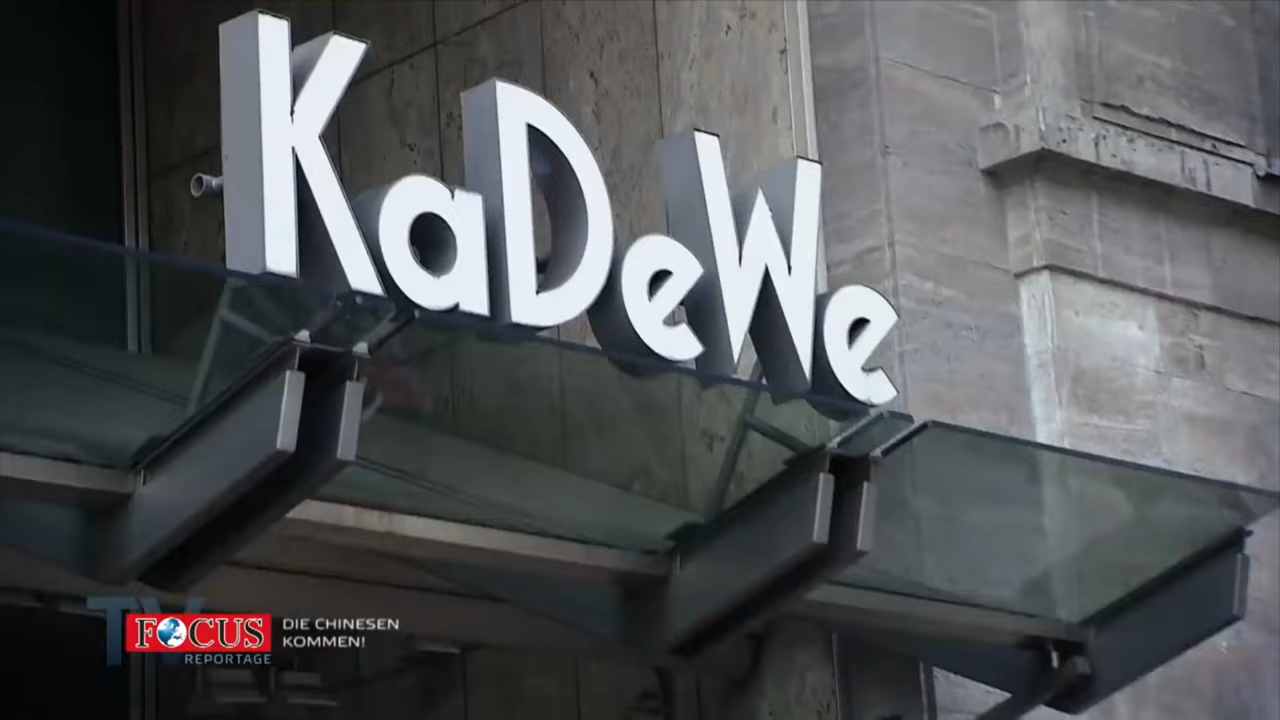 KaDeWe
TV
FOCUS
REPORTAGE
DIE CHINESEN
KOMMEN!